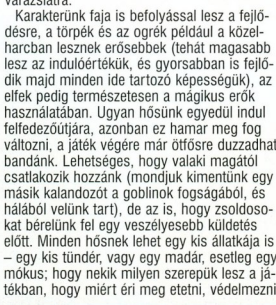 varázslatra.
Karakterünk faja is befolyással lesz a fejlő-
désre, a törpék és az ogrék például a közel-
harcban lesznek erősebbek (tehát magasabb
lesz az indulóértékük, és gyorsabban is fejlő-
dik majd minden ide tartozó képességük), az
elfek pedig természetesen a mágikus erők
használatában. Ugyan hősünk egyedül indul
felfedezőútjára, azonban ez hamar meg fog
változni, a játék végére már ötfősre duzzadhat
bandánk. Lehetséges, hogy valaki magától
csatlakozik hozzánk (mondjuk kimentünk egy
másik kalandozót a goblinok fogságából, és
hálából velünk tart), de az is, hogy zsoldoso-
kat bérelünk fel egy veszélyesebb küldetés
előtt. Minden hősnek lehet egy kis állatkája is
– egy kis tündér, vagy egy madár, esetleg egy
mókus; hogy nekik milyen szerepük lesz a já-
tékban, hogy miért éri meg etetni, védelmezni